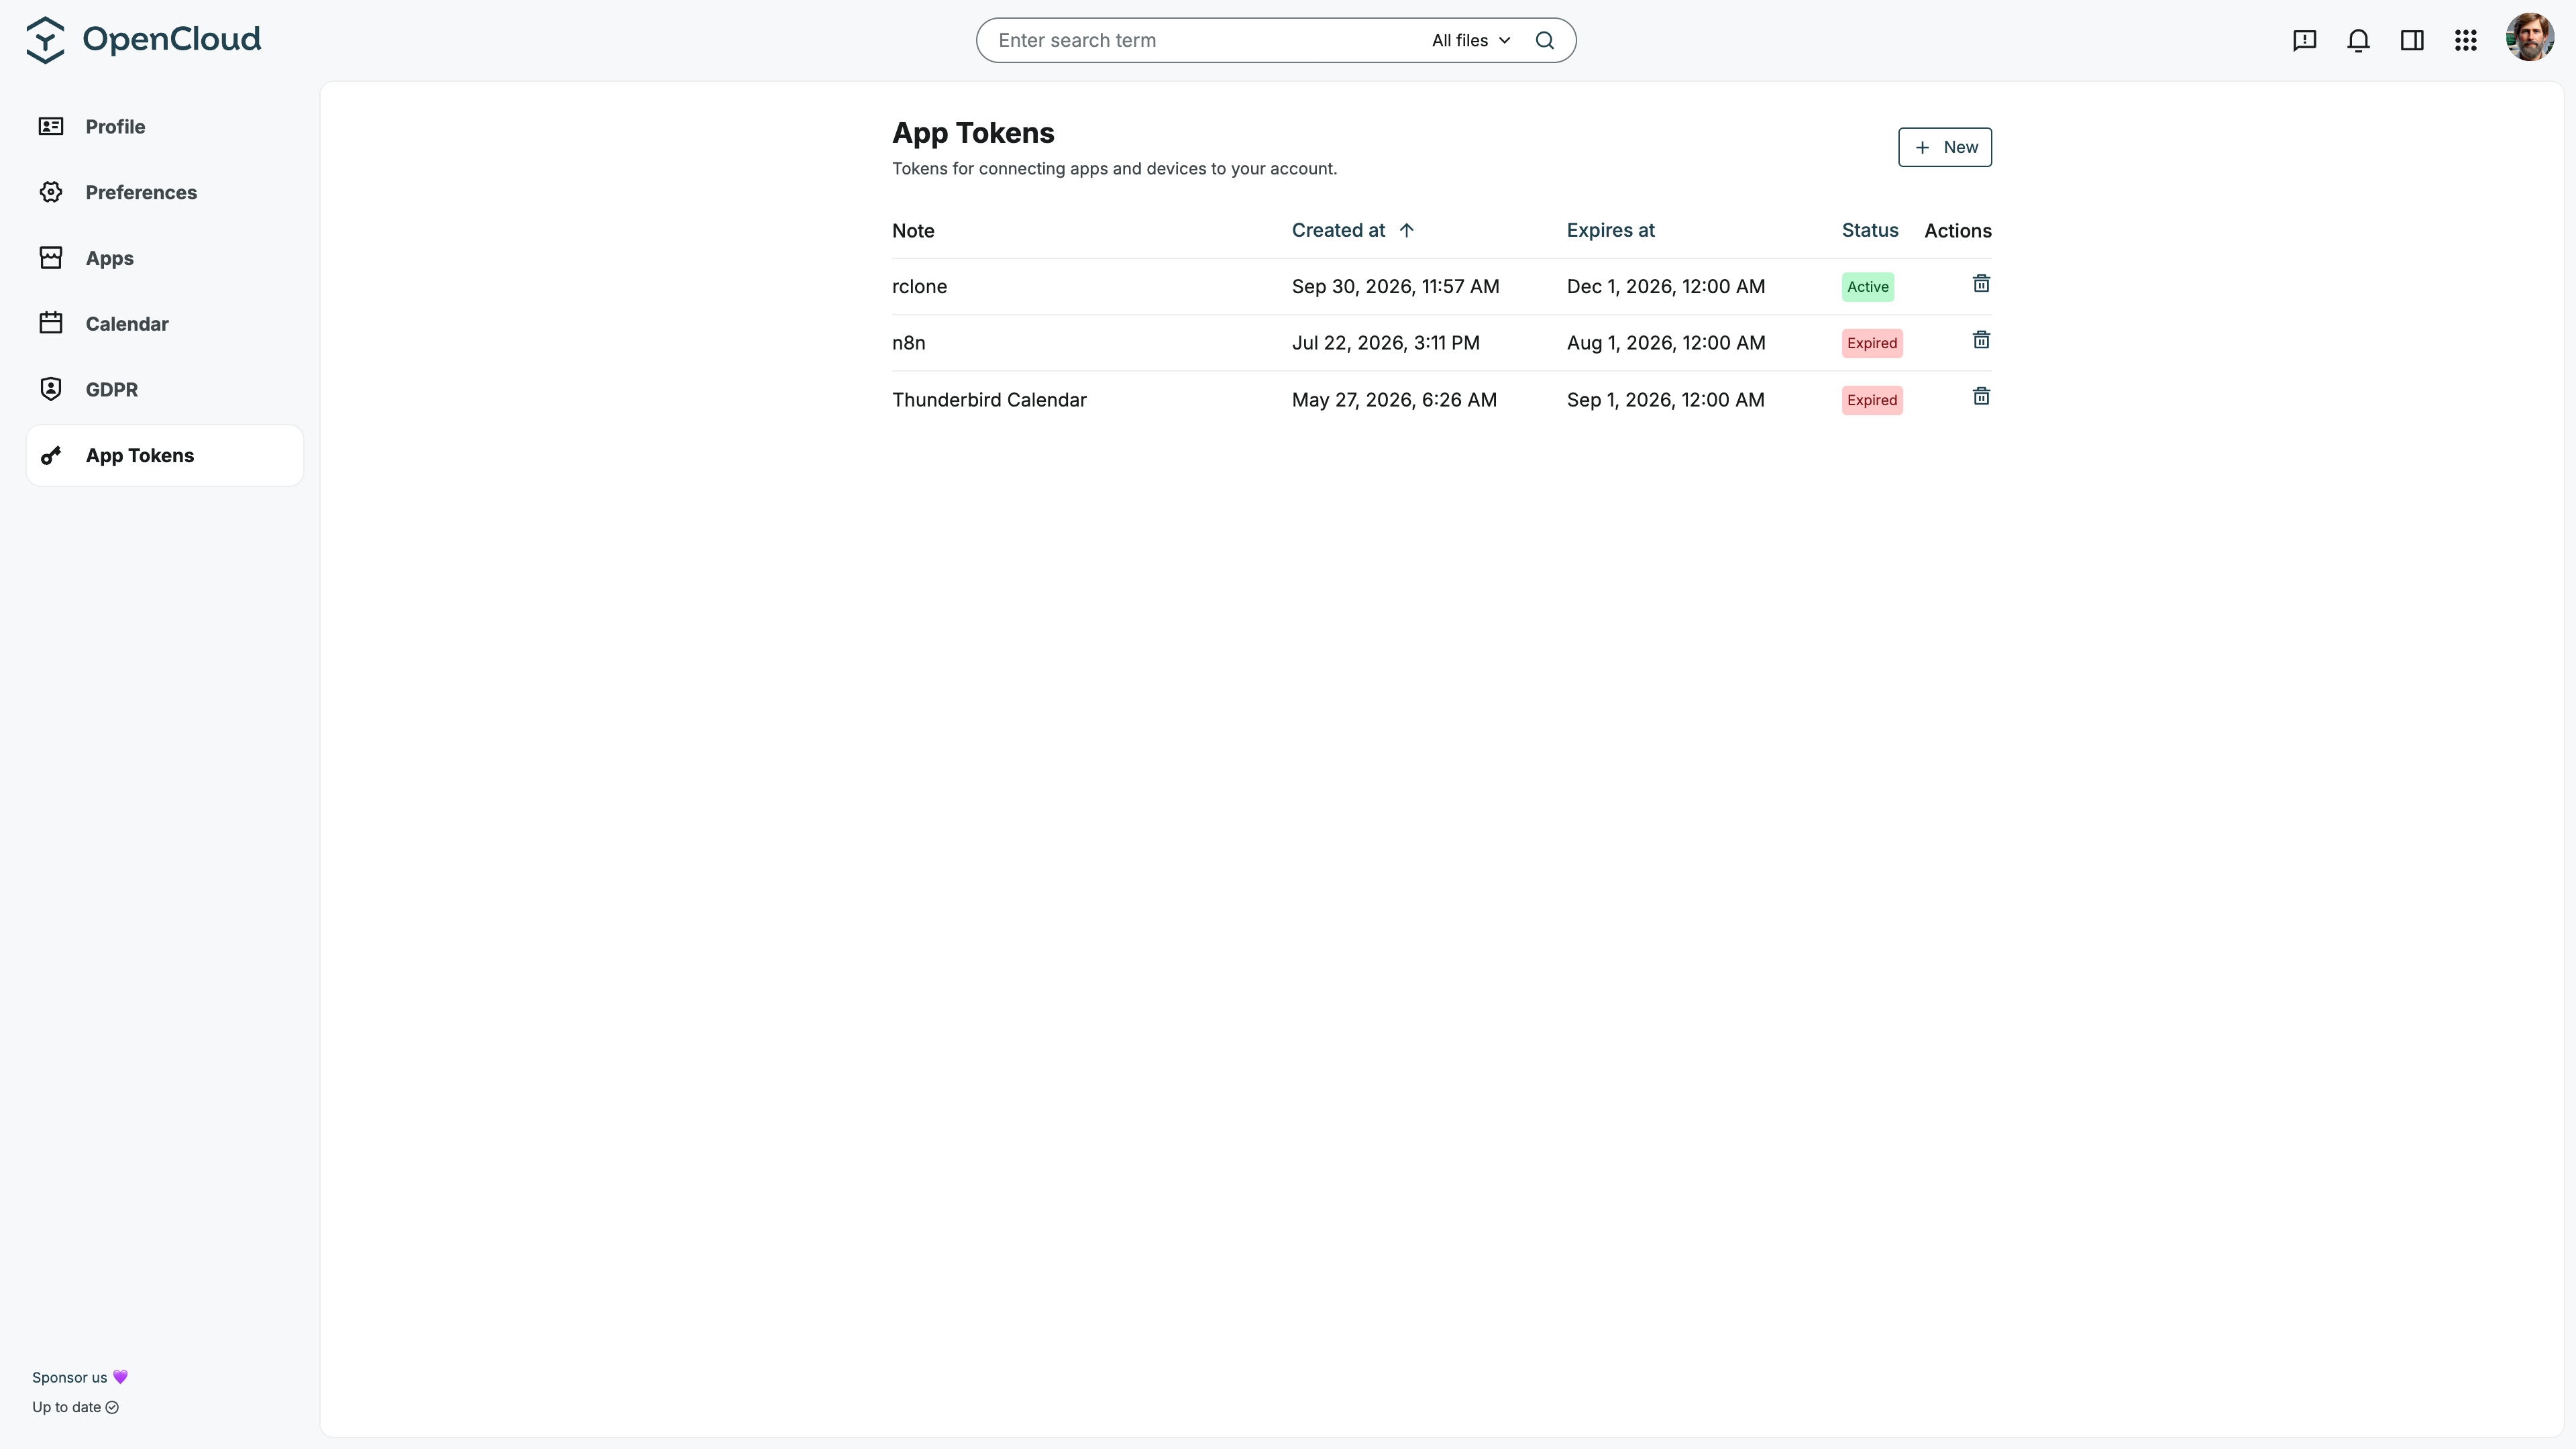 OpenCloud
Enter search term
All files
Profile
Preferences
Apps
Calendar
GDPR
App Tokens
App Tokens
Tokens for connecting apps and devices to your account.
+ New
Note Created at Expires at Status Actions
rclone Sep 30, 2026, 11:57 AM Dec 1, 2026, 12:00 AM Active
n8n Jul 22, 2026, 3:11 PM Aug 1, 2026, 12:00 AM Expired
Thunderbird Calendar May 27, 2026, 6:26 AM Sep 1, 2026, 12:00 AM Expired
Sponsor us 💜
Up to date